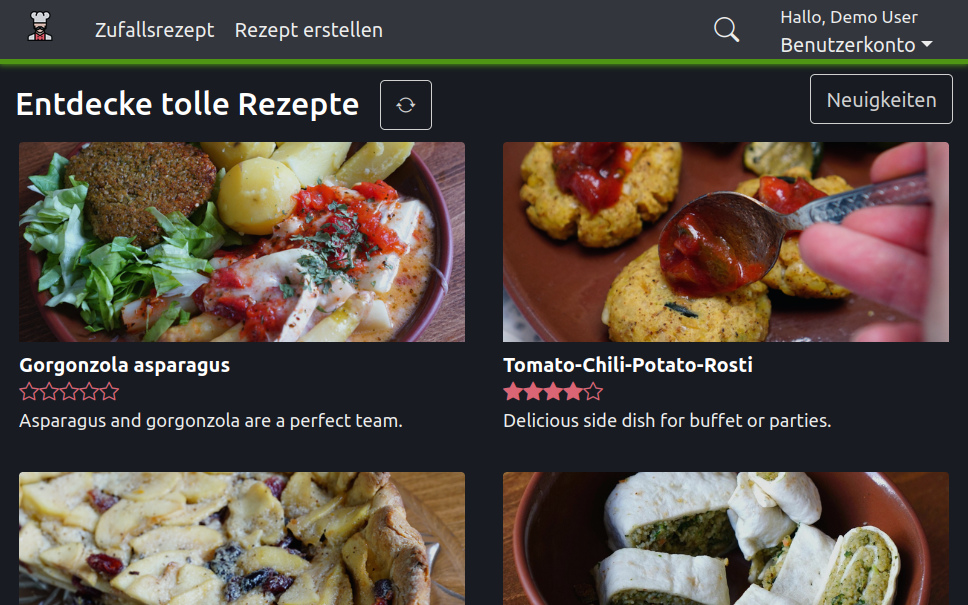 Zufallsrezept Rezept erstellen
Hallo, Demo User
Benutzerkonto
Entdecke tolle Rezepte
Neuigkeiten
Gorgonzola asparagus
Asparagus and gorgonzola are a perfect team.
Tomato-Chili-Potato-Rosti
Delicious side dish for buffet or parties.